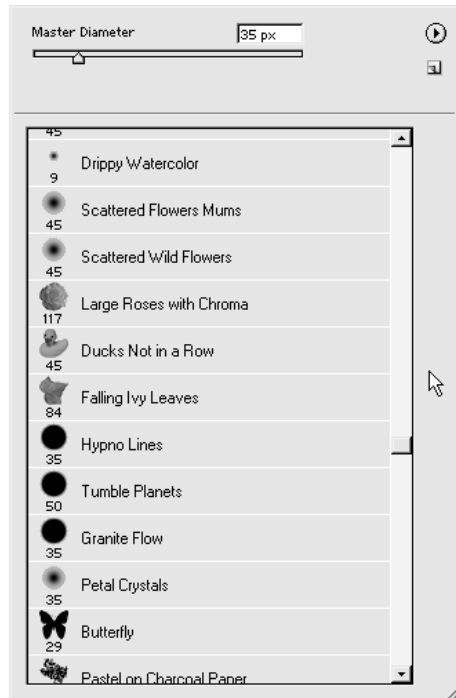 Master Diameter 35 px
45
Drippy Watercolor
9
Scattered Flowers Mums
45
Scattered Wild Flowers
45
Large Roses with Chroma
117
Ducks Not in a Row
45
Falling Ivy Leaves
84
Hypno Lines
35
Tumble Planets
50
Granite Flow
35
Petal Crystals
35
Butterfly
29
Pastel on Charcoal Paper